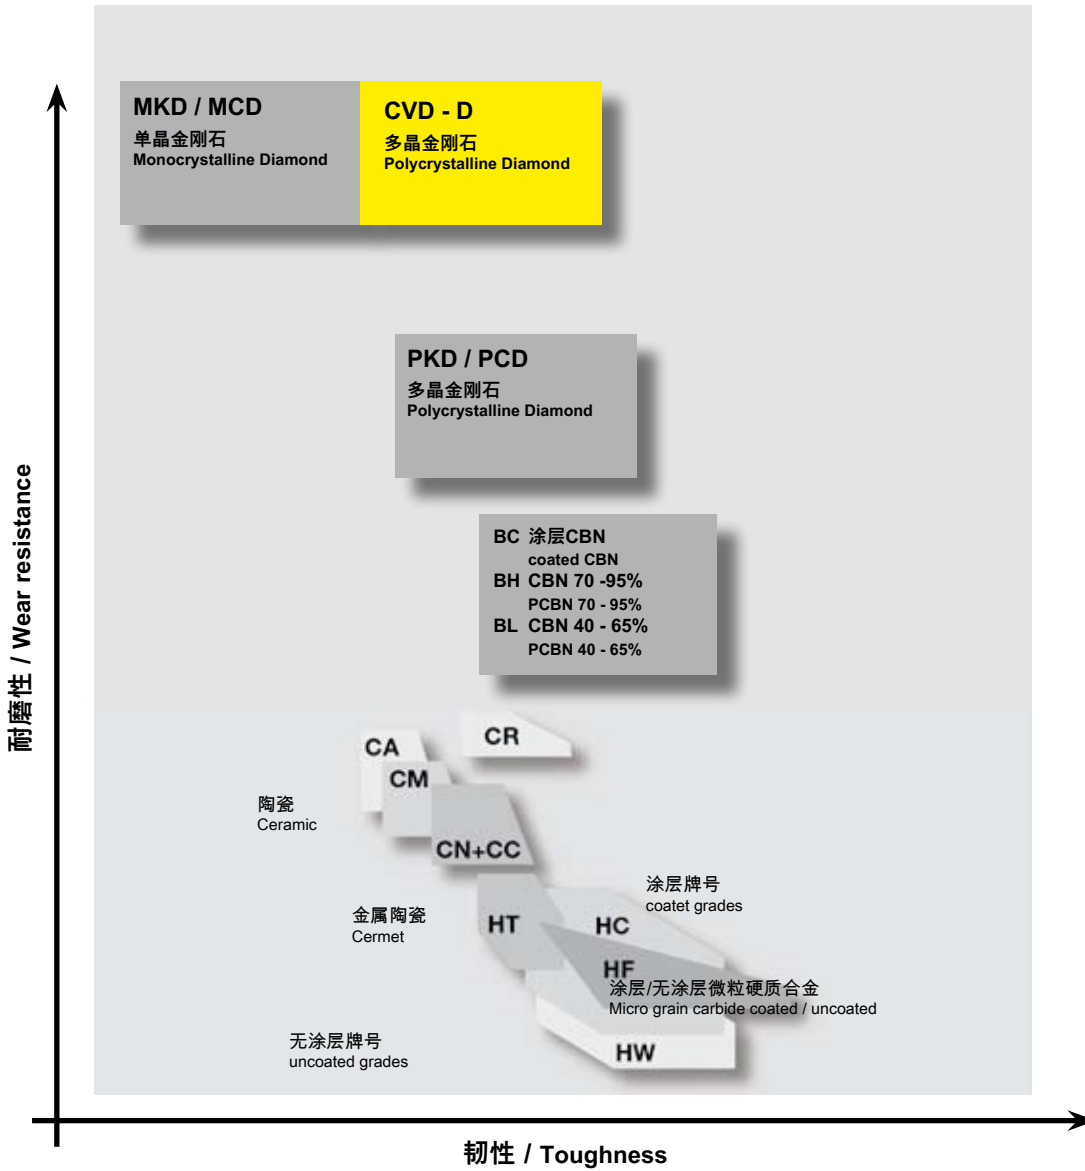 MKD / MCD
单晶金刚石
Monocrystalline Diamond
CVD - D
多晶金刚石
Polycrystalline Diamond
PKD / PCD
多晶金刚石
Polycrystalline Diamond
BC 涂层CBN
coated CBN
BH CBN 70 -95%
PCBN 70 - 95%
BL CBN 40 - 65%
PCBN 40 - 65%
耐磨性 / Wear resistance
CR
CA
CM
陶瓷
Ceramic
CN+CC
涂层牌号
coatet grades
金属陶瓷
Cermet
HT
HC
HF
涂层/无涂层微粒硬质合金
Micro grain carbide coated / uncoated
无涂层牌号
uncoated grades
HW
韧性 / Toughness